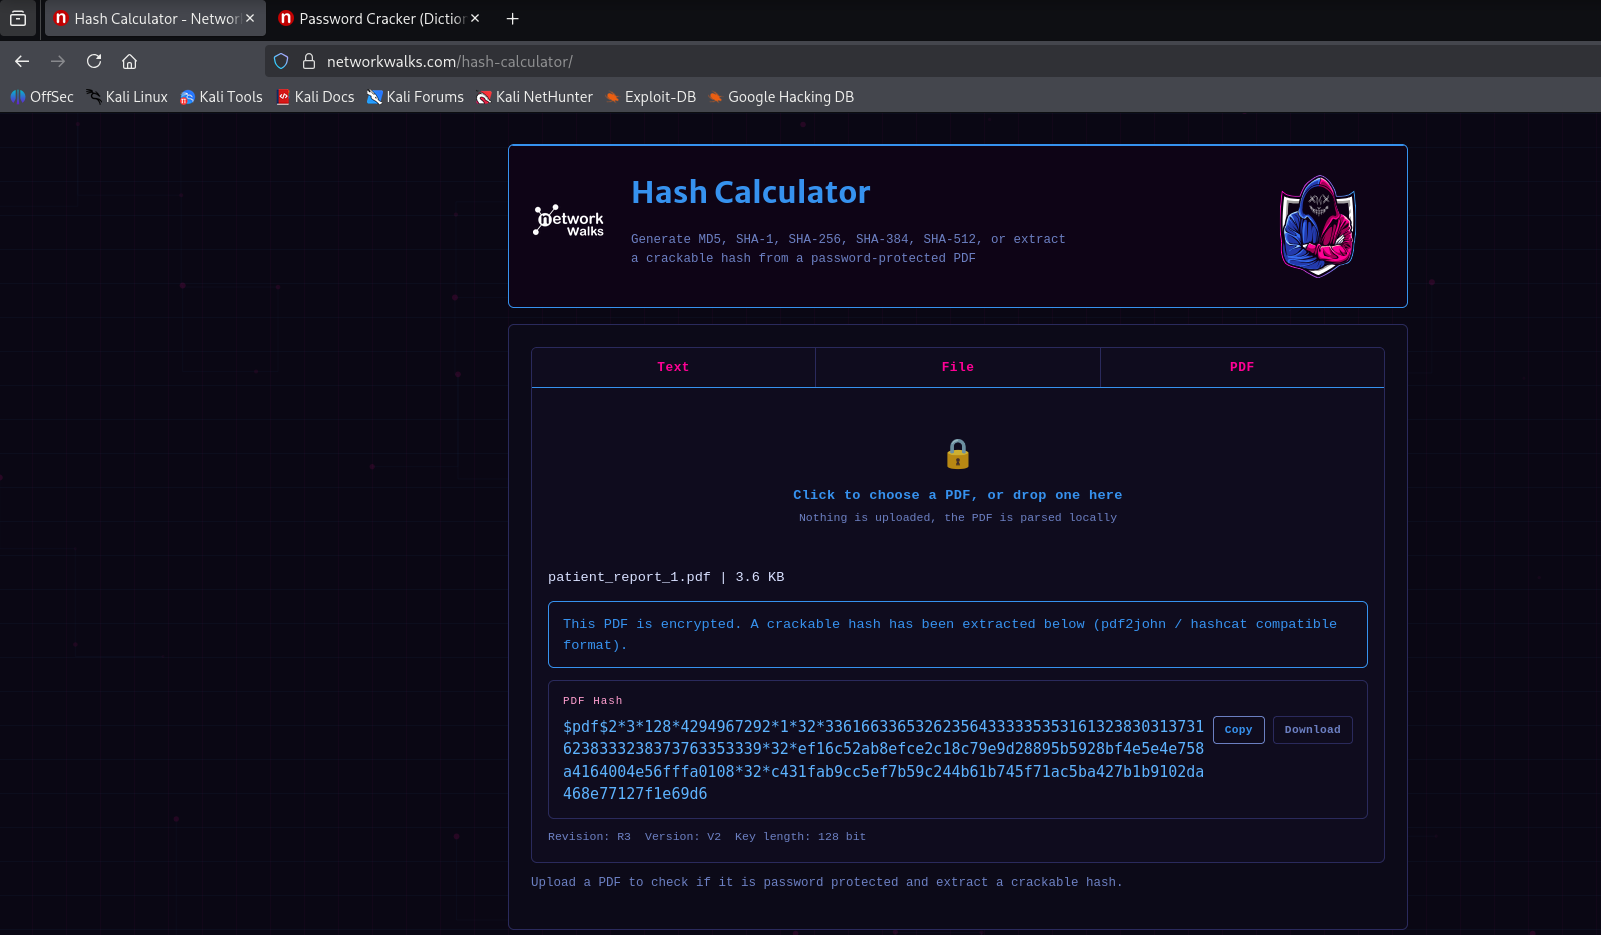 Hash Calculator - Networ
Password Cracker (Diction
networkwalks.com/hash-calculator/
OffSec Kali Linux Kali Tools Kali Docs Kali Forums Kali NetHunter Exploit-DB Google Hacking DB
network
Walks
Hash Calculator
Generate MD5, SHA-1, SHA-256, SHA-384, SHA-512, or extract
a crackable hash from a password-protected PDF
Text File PDF
Click to choose a PDF, or drop one here
Nothing is uploaded, the PDF is parsed locally
patient_report_1.pdf | 3.6 KB
This PDF is encrypted. A crackable hash has been extracted below (pdf2john / hashcat compatible
format).
PDF Hash
$pdf$2*3*128*4294967292*1*32*33616633653262356433333535316132383031373​1
Copy Download
6238333238373763353339*32*ef16c52ab8efce2c18c79e9d28895b5928bf4e5e4e758
a4164004e56fffa0108*32*c431fab9cc5ef7b59c244b61b745f71ac5ba427b1b9102da
468e77127f1e69d6
Revision: R3 Version: V2 Key length: 128 bit
Upload a PDF to check if it is password protected and extract a crackable hash.